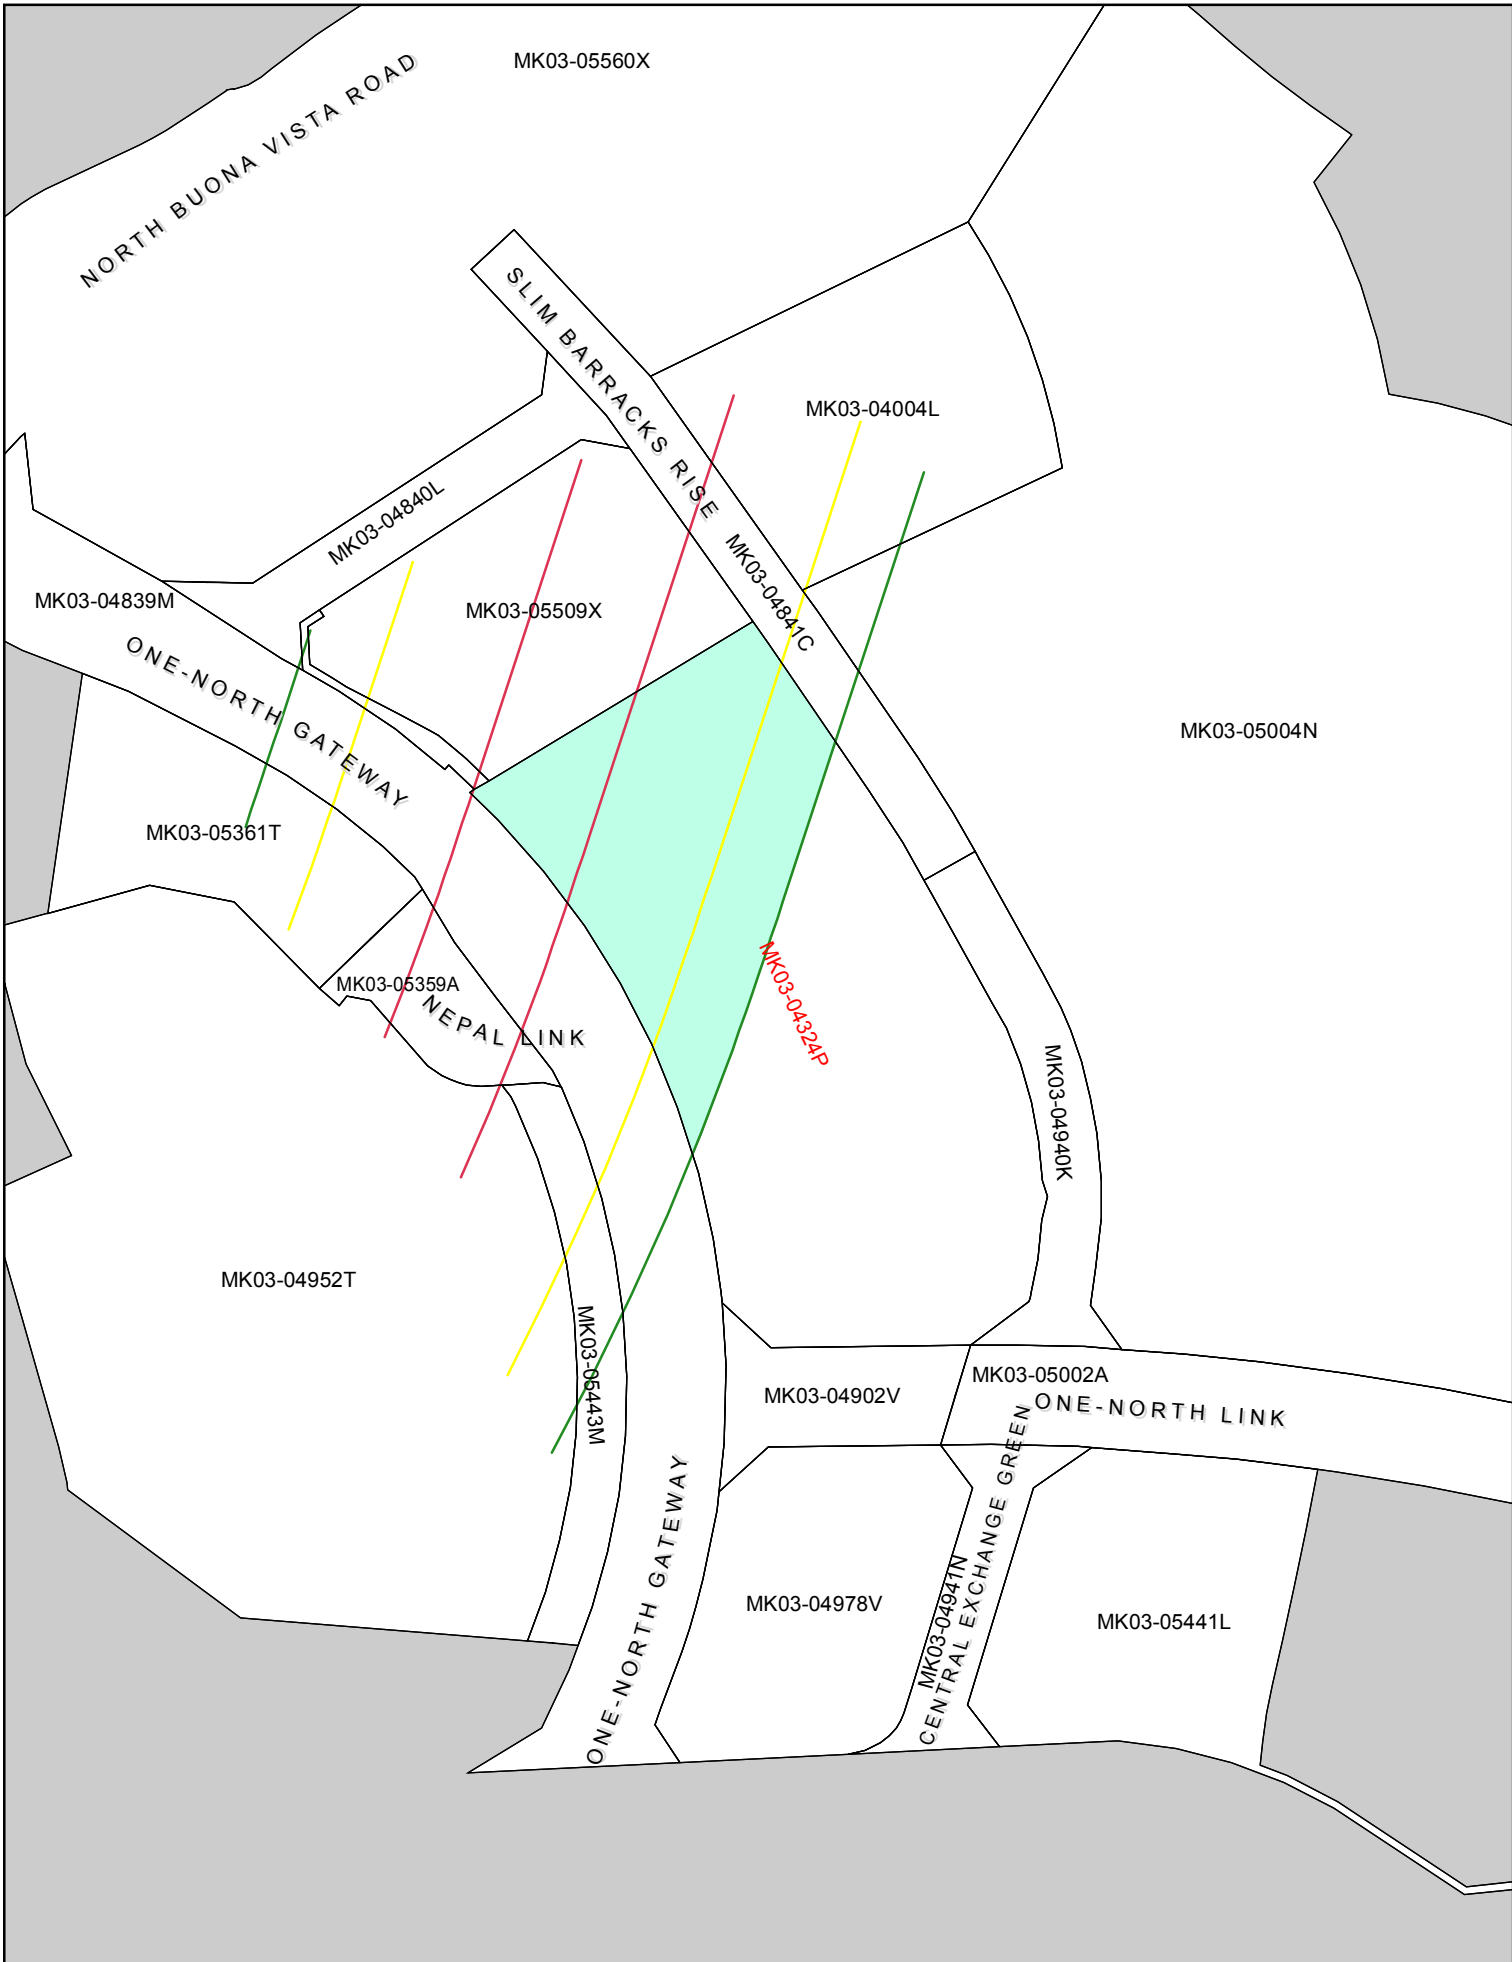 MK03-05560X
NORTH BUONA VISTA ROAD
SLIM BARRACKS RISE
MK03-04004L
MK03-04840L
MK03-04841C
MK03-04839M
MK03-05509X
ONE-NORTH GATEWAY
MK03-05004N
MK03-05361T
MK03-05359A
NEPAL LINK
MK03-04324P
MK03-04940K
MK03-04952T
MK03-05443M
MK03-04902V
MK03-05002A
ONE-NORTH LINK
ONE-NORTH GATEWAY
MK03-04978V
MK03-04941N
CENTRAL EXCHANGE GREEN
MK03-05441L